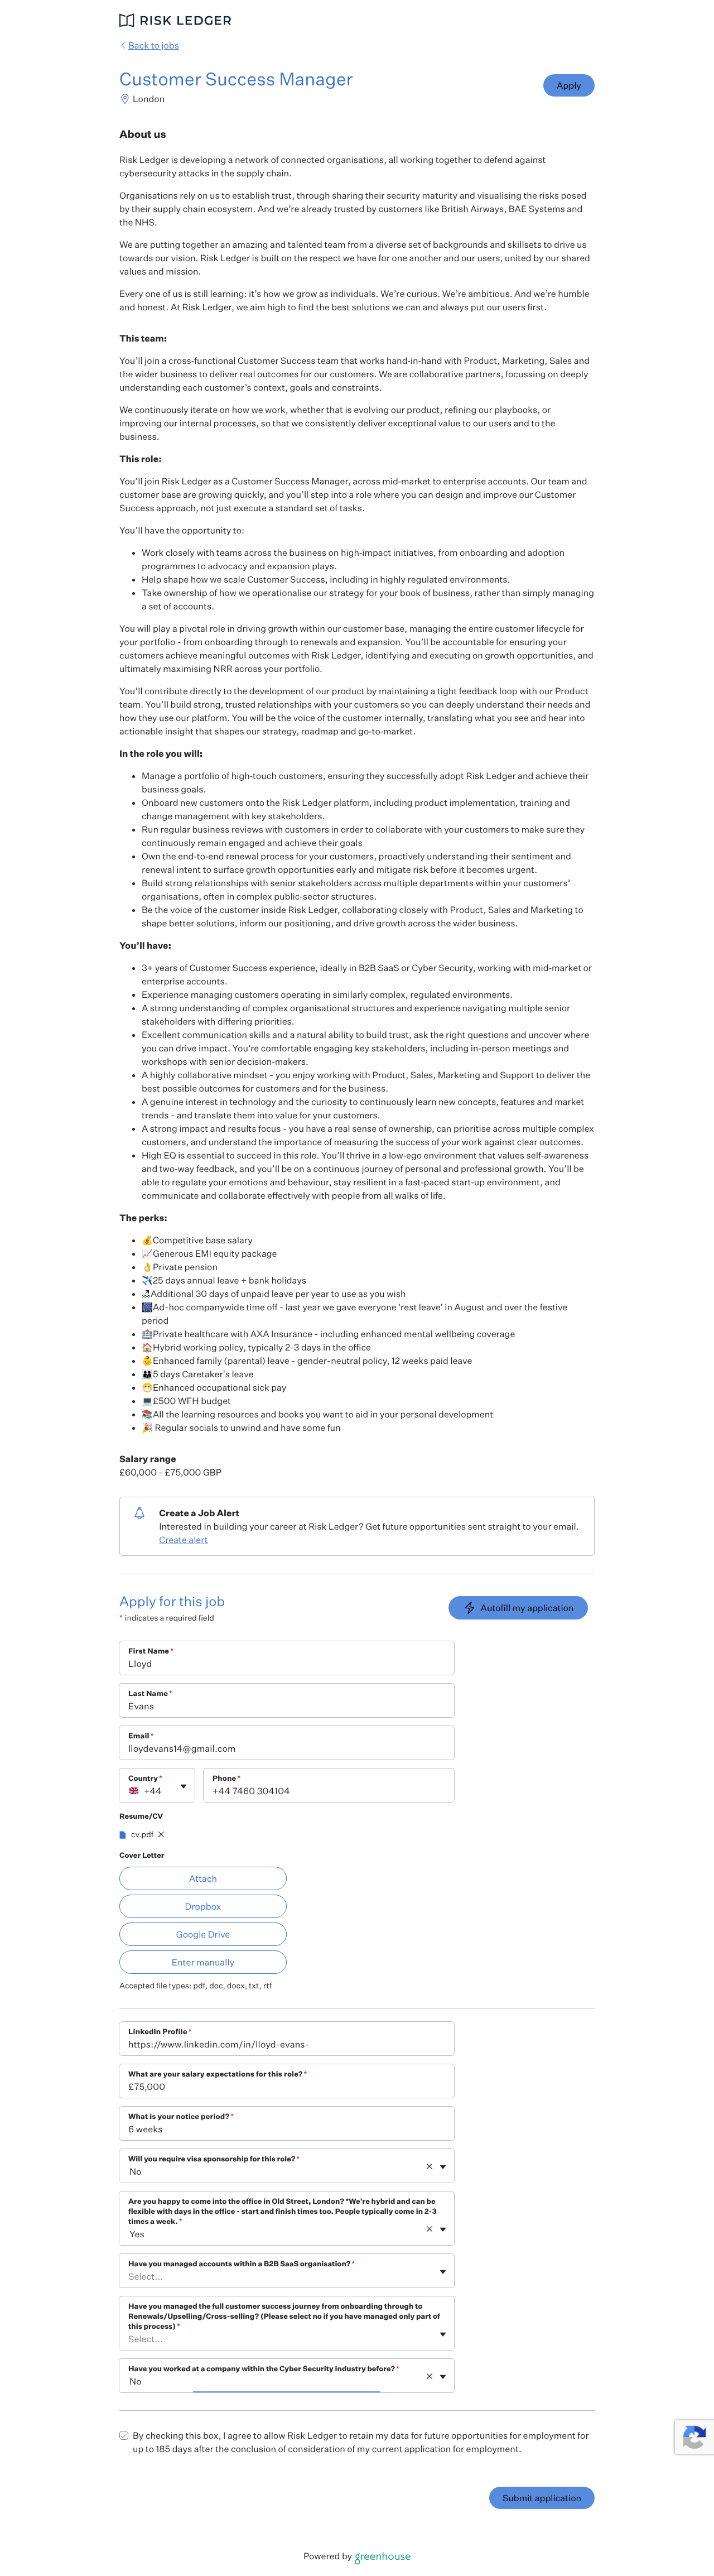 RISK LEDGER
Back to jobs
Customer Success Manager
Apply
London
About us
Risk Ledger is developing a network of connected organisations, all working together to defend against
cybersecurity attacks in the supply chain.
Organisations rely on us to establish trust, through sharing their security maturity and visualising the risks posed
by their supply chain ecosystem. And we're already trusted by customers like British Airways, BAE Systems and
the NHS.
We are putting together an amazing and talented team from a diverse set of backgrounds and skillsets to drive us
towards our vision. Risk Ledger is built on the respect we have for one another and our users, united by our shared
values and mission.
Every one of us is still learning: it's how we grow as individuals. We're curious. We're ambitious. And we're humble
and honest. At Risk Ledger, we aim high to find the best solutions we can and always put our users first.
This team:
You'll join a cross-functional Customer Success team that works hand-in-hand with Product, Marketing, Sales and
the wider business to deliver real outcomes for our customers. We are collaborative partners, focussing on deeply
understanding each customer's context, goals and constraints.
We continuously iterate on how we work, whether that is evolving our product, refining our playbooks, or
improving our internal processes, so that we consistently deliver exceptional value to our users and to the
business.
This role:
You'll join Risk Ledger as a Customer Success Manager, across mid-market to enterprise accounts. Our team and
customer base are growing quickly, and you'll step into a role where you can design and improve our Customer
Success approach, not just execute a standard set of tasks.
You'll have the opportunity to:
• Work closely with teams across the business on high-impact initiatives, from onboarding and adoption
programmes to advocacy and expansion plays.
• Help shape how we scale Customer Success, including in highly regulated environments.
• Take ownership of how we operationalise our strategy for your book of business, rather than simply managing
a set of accounts.
You will play a pivotal role in driving growth within our customer base, managing the entire customer lifecycle for
your portfolio - from onboarding through to renewals and expansion. You'll be accountable for ensuring your
customers achieve meaningful outcomes with Risk Ledger, identifying and executing on growth opportunities, and
ultimately maximising NRR across your portfolio.
You'll contribute directly to the development of our product by maintaining a tight feedback loop with our Product
team. You'll build strong, trusted relationships with your customers so you can deeply understand their needs and
how they use our platform. You will be the voice of the customer internally, translating what you see and hear into
actionable insight that shapes our strategy, roadmap and go-to-market.
In the role you will:
• Manage a portfolio of high-touch customers, ensuring they successfully adopt Risk Ledger and achieve their
business goals.
• Onboard new customers onto the Risk Ledger platform, including product implementation, training and
change management with key stakeholders.
• Run regular business reviews with customers in order to collaborate with your customers to make sure they
continuously remain engaged and achieve their goals
• Own the end-to-end renewal process for your customers, proactively understanding their sentiment and
renewal intent to surface growth opportunities early and mitigate risk before it becomes urgent.
• Build strong relationships with senior stakeholders across multiple departments within your customers'
organisations, often in complex public-sector structures.
• Be the voice of the customer inside Risk Ledger, collaborating closely with Product, Sales and Marketing to
shape better solutions, inform our positioning, and drive growth across the wider business.
You'll have:
• 3+ years of Customer Success experience, ideally in B2B SaaS or Cyber Security, working with mid-market or
enterprise accounts.
• Experience managing customers operating in similarly complex, regulated environments.
• A strong understanding of complex organisational structures and experience navigating multiple senior
stakeholders with differing priorities.
• Excellent communication skills and a natural ability to build trust, ask the right questions and uncover where
you can drive impact. You're comfortable engaging key stakeholders, including in-person meetings and
workshops with senior decision-makers.
• A highly collaborative mindset - you enjoy working with Product, Sales, Marketing and Support to deliver the
best possible outcomes for customers and for the business.
• A genuine interest in technology and the curiosity to continuously learn new concepts, features and market
trends - and translate them into value for your customers.
• A strong impact and results focus - you have a real sense of ownership, can prioritise across multiple complex
customers, and understand the importance of measuring the success of your work against clear outcomes.
• High EQ is essential to succeed in this role. You'll thrive in a low-ego environment that values self-awareness
and two-way feedback, and you'll be on a continuous journey of personal and professional growth. You'll be
able to regulate your emotions and behaviour, stay resilient in a fast-paced start-up environment, and
communicate and collaborate effectively with people from all walks of life.
The perks:
• 💰Competitive base salary
• 📈Generous EMI equity package
• 👌Private pension
• ✈️25 days annual leave + bank holidays
• 🏖Additional 30 days of unpaid leave per year to use as you wish
• 🎆Ad-hoc companywide time off - last year we gave everyone 'rest leave' in August and over the festive
period
• 🏥Private healthcare with AXA Insurance - including enhanced mental wellbeing coverage
• 🏠Hybrid working policy, typically 2-3 days in the office
• 👶Enhanced family (parental) leave - gender-neutral policy, 12 weeks paid leave
• 👪5 days Caretaker's leave
• 😷Enhanced occupational sick pay
• 💻£500 WFH budget
• 📚All the learning resources and books you want to aid in your personal development
• 🎉 Regular socials to unwind and have some fun
Salary range
£60,000 - £75,000 GBP
Create a Job Alert
Interested in building your career at Risk Ledger? Get future opportunities sent straight to your email.
Create alert
Apply for this job
* indicates a required field
Autofill my application
First Name*
Lloyd
Last Name*
Evans
Email*
lloydevans14@gmail.com
Country*
🇬🇧 +44
Phone*
+44 7460 304104
Resume/CV
cv.pdf
Cover Letter
Attach
Dropbox
Google Drive
Enter manually
Accepted file types: pdf, doc, docx, txt, rtf
LinkedIn Profile*
https://www.linkedin.com/in/lloyd-evans-
What are your salary expectations for this role?*
£75,000
What is your notice period?*
6 weeks
Will you require visa sponsorship for this role?*
No
Are you happy to come into the office in Old Street, London? *We're hybrid and can be
flexible with days in the office - start and finish times too. People typically come in 2-3
times a week.*
Yes
Have you managed accounts within a B2B SaaS organisation?*
Select...
Have you managed the full customer success journey from onboarding through to
Renewals/Upselling/Cross-selling? (Please select no if you have managed only part of
this process)*
Select...
Have you worked at a company within the Cyber Security industry before?*
No
By checking this box, I agree to allow Risk Ledger to retain my data for future opportunities for employment for
up to 185 days after the conclusion of consideration of my current application for employment.
Submit application
Powered by greenhouse